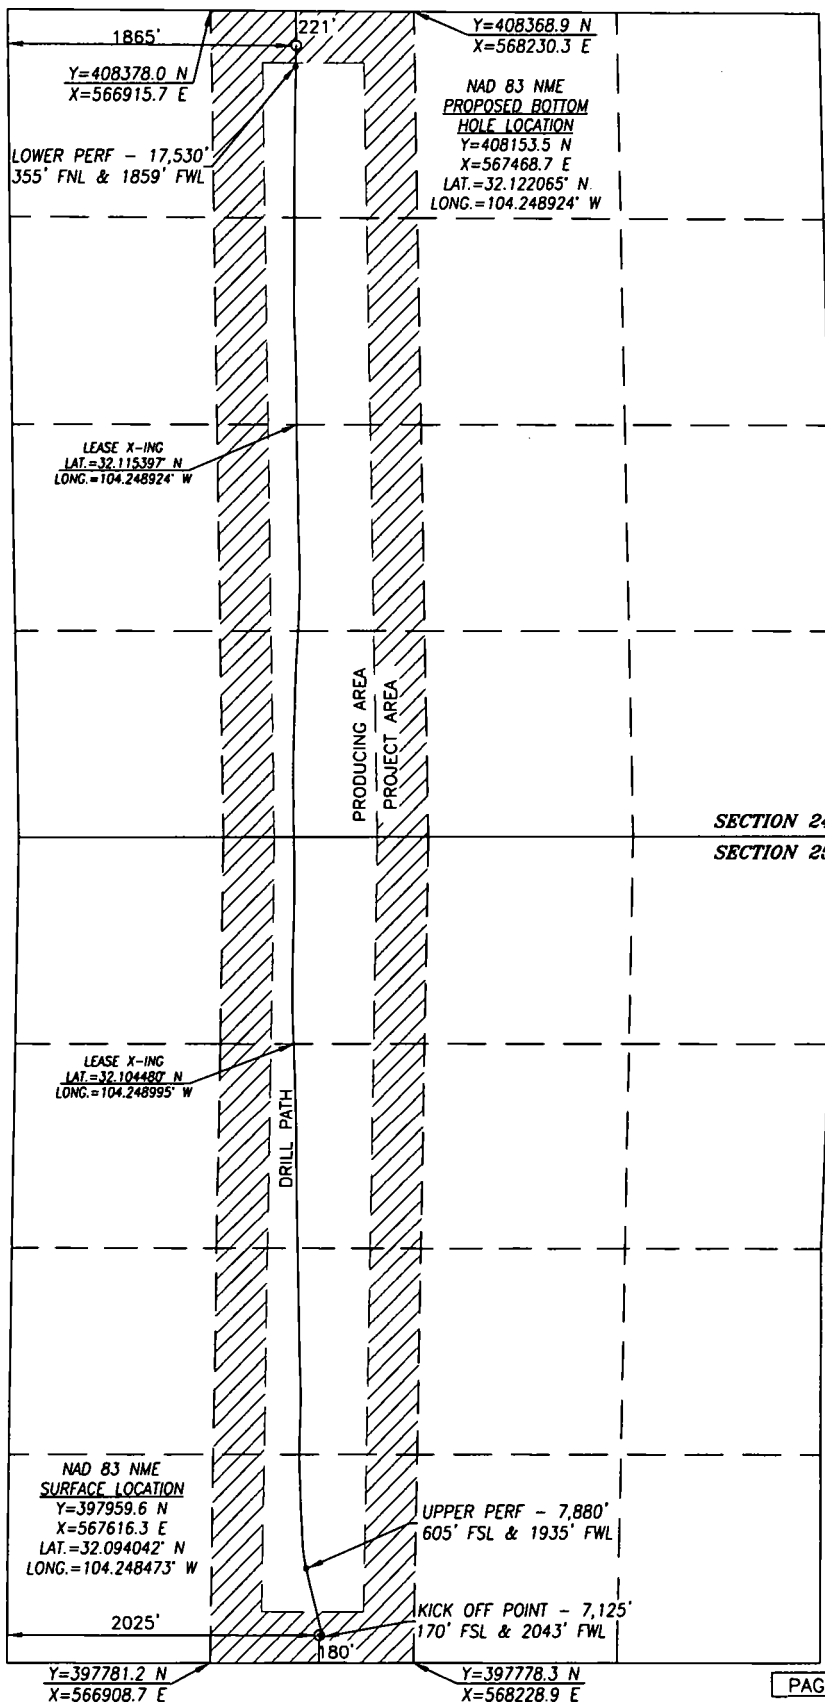 221'
1865'
Y=408368.9 N
X=568230.3 E
Y=408378.0 N
X=566915.7 E
NAD 83 NME
PROPOSED BOTTOM
HOLE LOCATION
Y=408153.5 N
X=567468.7 E
LAT.=32.122065° N
LONG.=104.248924° W
LOWER PERF - 17,530'
355' FNL & 1859' FWL
LEASE X-ING
LAT.=32.115397° N
LONG.=104.248924° W
PRODUCING AREA
PROJECT AREA
SECTION 24
SECTION 25
LEASE X-ING
LAT.=32.104480° N
LONG.=104.248995° W
DRILL PATH
NAD 83 NME
SURFACE LOCATION
Y=397959.6 N
X=567616.3 E
LAT.=32.094042° N
LONG.=104.248473° W
UPPER PERF - 7,880'
605' FSL & 1935' FWL
KICK OFF POINT - 7,125'
170' FSL & 2043' FWL
2025'
180'
Y=397781.2 N
X=566908.7 E
Y=397778.3 N
X=568228.9 E
PAG